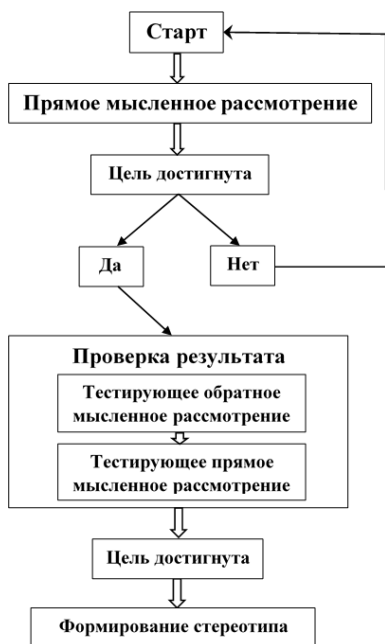 Старт
Прямое мысленное рассмотрение
Цель достигнута
Да
Нет
Проверка результата
Тестирующее обратное
мысленное рассмотрение
Тестирующее прямое
мысленное рассмотрение
Цель достигнута
Формирование стереотипа